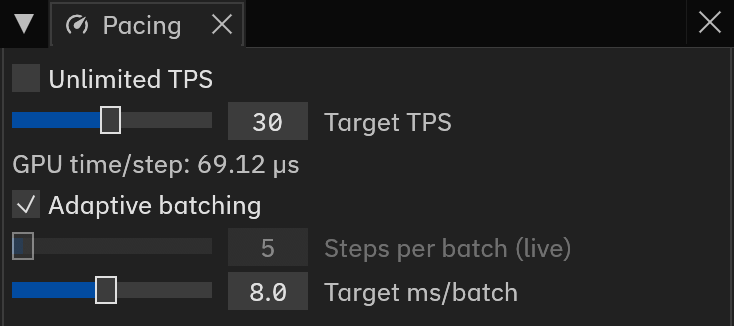 Pacing
Unlimited TPS
30 Target TPS
GPU time/step: 69.12 µs
Adaptive batching
5 Steps per batch (live)
8.0 Target ms/batch